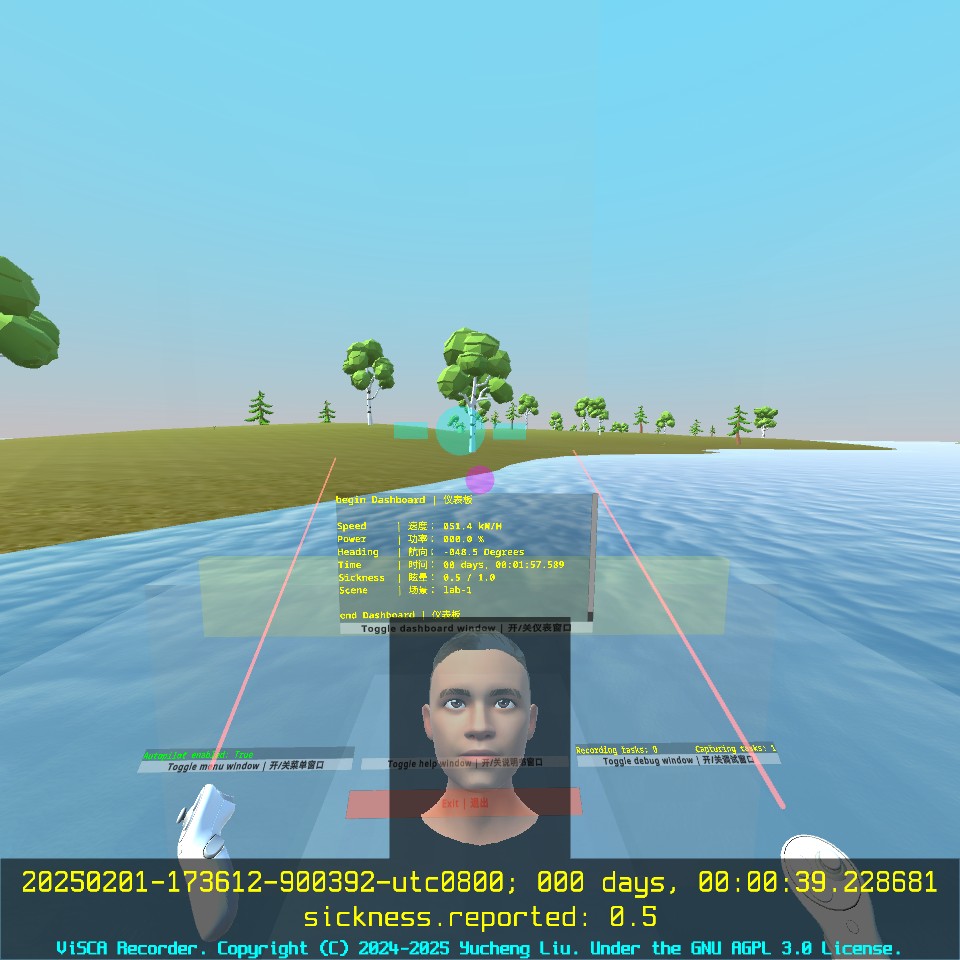 begin Dashboard | 仪表板
Speed | 速度: 051.4 kM/H
Power | 功率: 000.0 %
Heading | 航向: -048.5 Degrees
Time | 时间: 00 days, 00:01:57.589
Sickness | 眩晕: 0.5 / 1.0
Scene | 场景: lab-1
end Dashboard | 仪表板
Toggle dashboard window | 开/关仪表窗口
Autopilot enabled: True
Toggle menu window | 开/关菜单窗口
Toggle help window | 开/关说明窗口
Recording tasks: 0 Capturing tasks: 1
Toggle debug window | 开/关调试窗口
Exit | 退出
20250201-173612-900392-utc0800; 000 days, 00:00:39.228681
sickness.reported: 0.5
ViSCA Recorder. Copyright (C) 2024-2025 Yucheng Liu. Under the GNU AGPL 3.0 License.